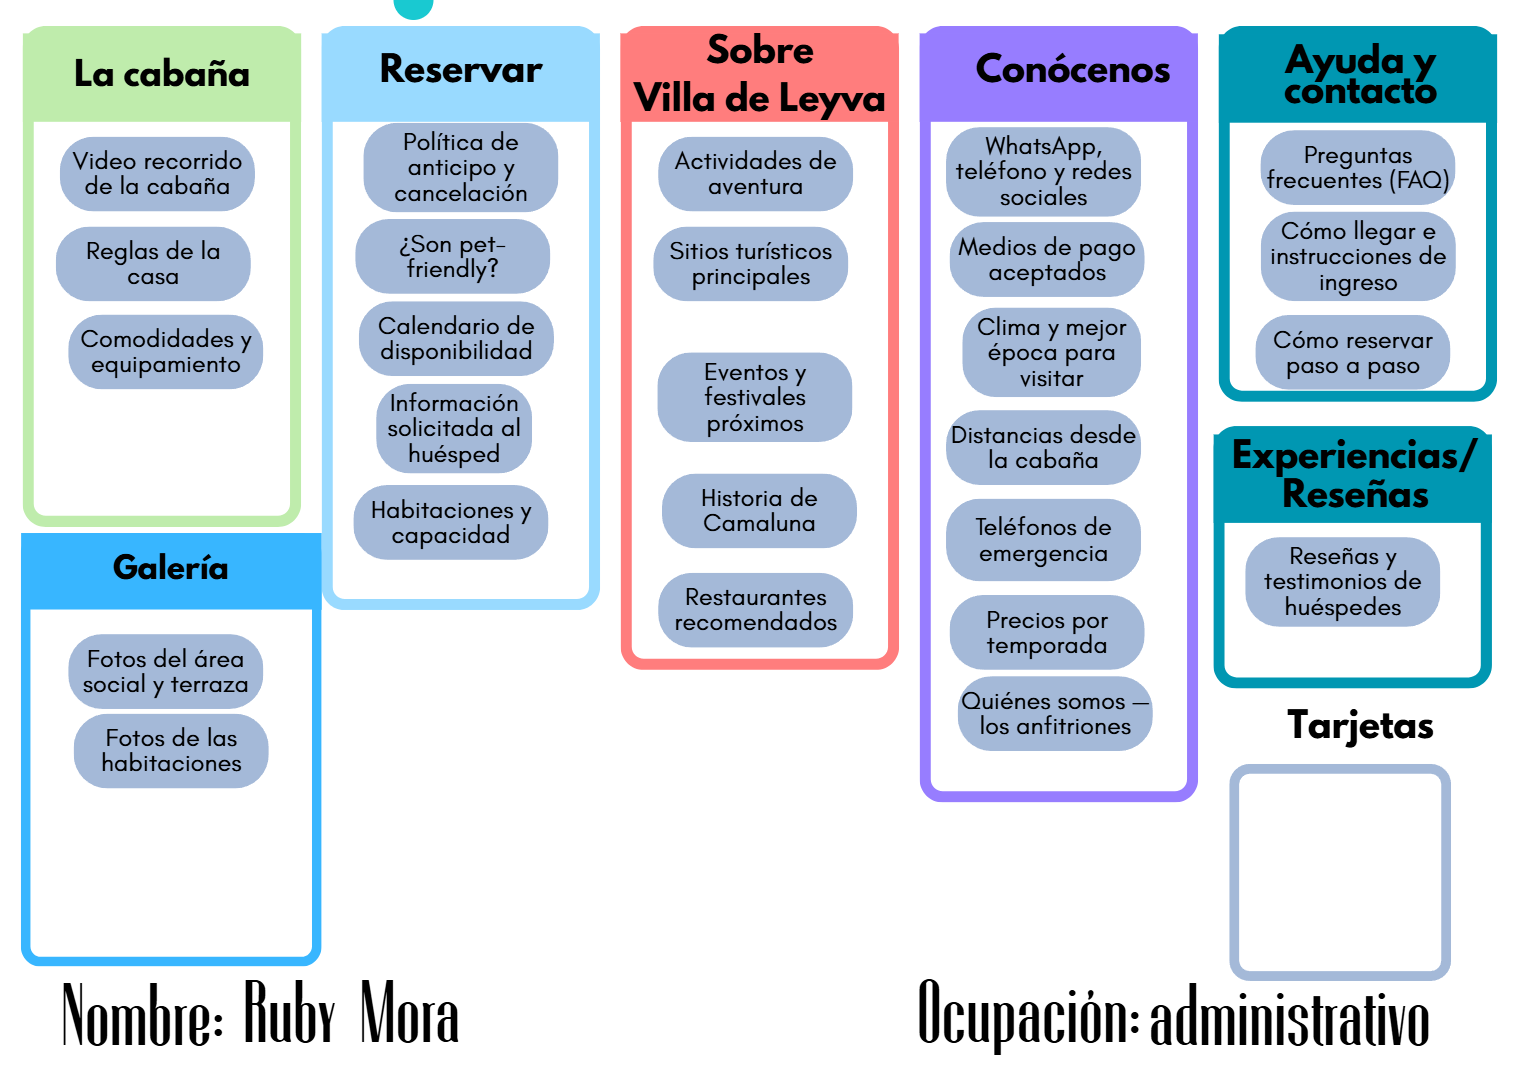 La cabaña
Video recorrido
de la cabaña
Reglas de la
casa
Comodidades y
equipamiento
Galería
Fotos del área
social y terraza
Fotos de las
habitaciones
Reservar
Política de
anticipo y
cancelación
¿Son pet-
friendly?
Calendario de
disponibilidad
Información
solicitada al
huésped
Habitaciones y
capacidad
Sobre
Villa de Leyva
Actividades de
aventura
Sitios turísticos
principales
Eventos y
festivales
próximos
Historia de
Camaluna
Restaurantes
recomendados
Conócenos
WhatsApp,
teléfono y redes
sociales
Medios de pago
aceptados
Clima y mejor
época para
visitar
Distancias desde
la cabaña
Teléfonos de
emergencia
Precios por
temporada
Quiénes somos —
los anfitriones
Ayuda y
contacto
Preguntas
frecuentes (FAQ)
Cómo llegar e
instrucciones de
ingreso
Cómo reservar
paso a paso
Experiencias/
Reseñas
Reseñas y
testimonios de
huéspedes
Tarjetas
Nombre: Ruby Mora
Ocupación: administrativo